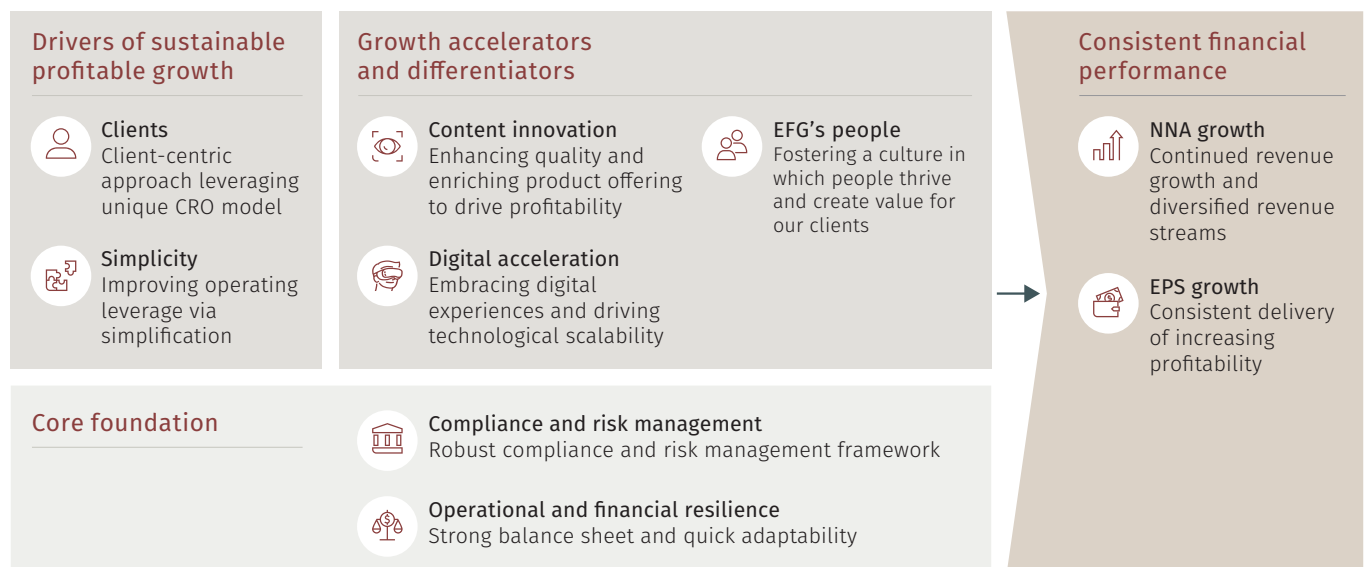 Drivers of sustainable
profitable growth
Clients
Client-centric
approach leveraging
unique CRO model
Simplicity
Improving operating
leverage via
simplification
Growth accelerators
and differentiators
Content innovation
Enhancing quality and
enriching product offering
to drive profitability
Digital acceleration
Embracing digital
experiences and driving
technological scalability
EFG's people
Fostering a culture in
which people thrive
and create value for
our clients
Core foundation
Compliance and risk management
Robust compliance and risk management framework
Operational and financial resilience
Strong balance sheet and quick adaptability
Consistent financial
performance
NNA growth
Continued revenue
growth and
diversified revenue
streams
EPS growth
Consistent delivery
of increasing
profitability